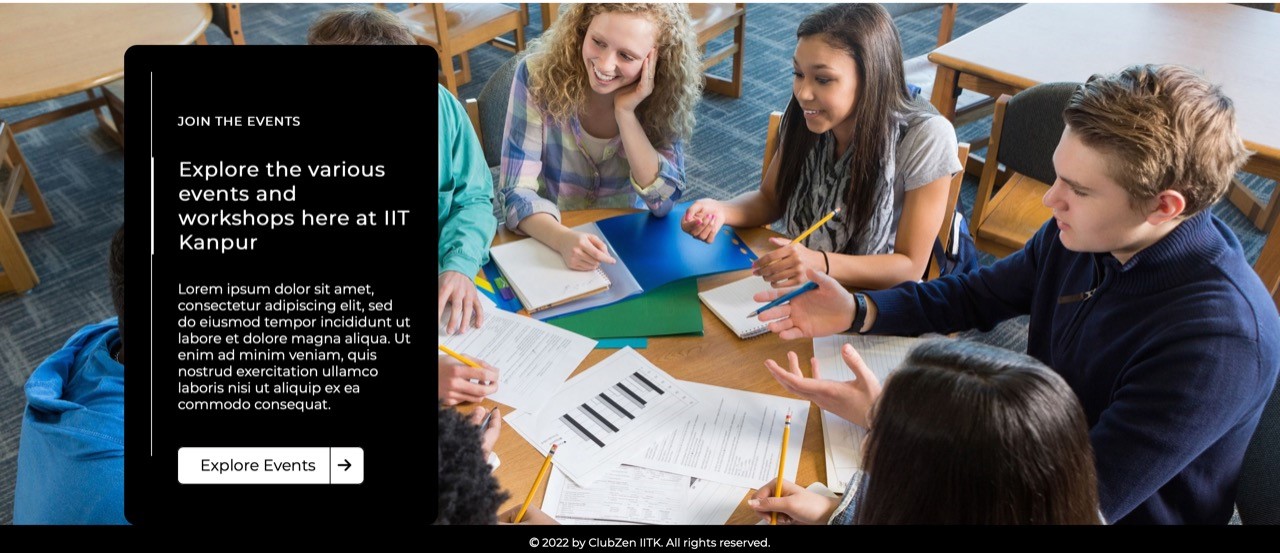 JOIN THE EVENTS
Explore the various
events and
workshops here at IIT
Kanpur
Lorem ipsum dolor sit amet,
consectetur adipiscing elit, sed
do eiusmod tempor incididunt ut
labore et dolore magna aliqua. Ut
enim ad minim veniam, quis
nostrud exercitation ullamco
laboris nisi ut aliquip ex ea
commodo consequat.
Explore Events →
© 2022 by ClubZen IITK. All rights reserved.